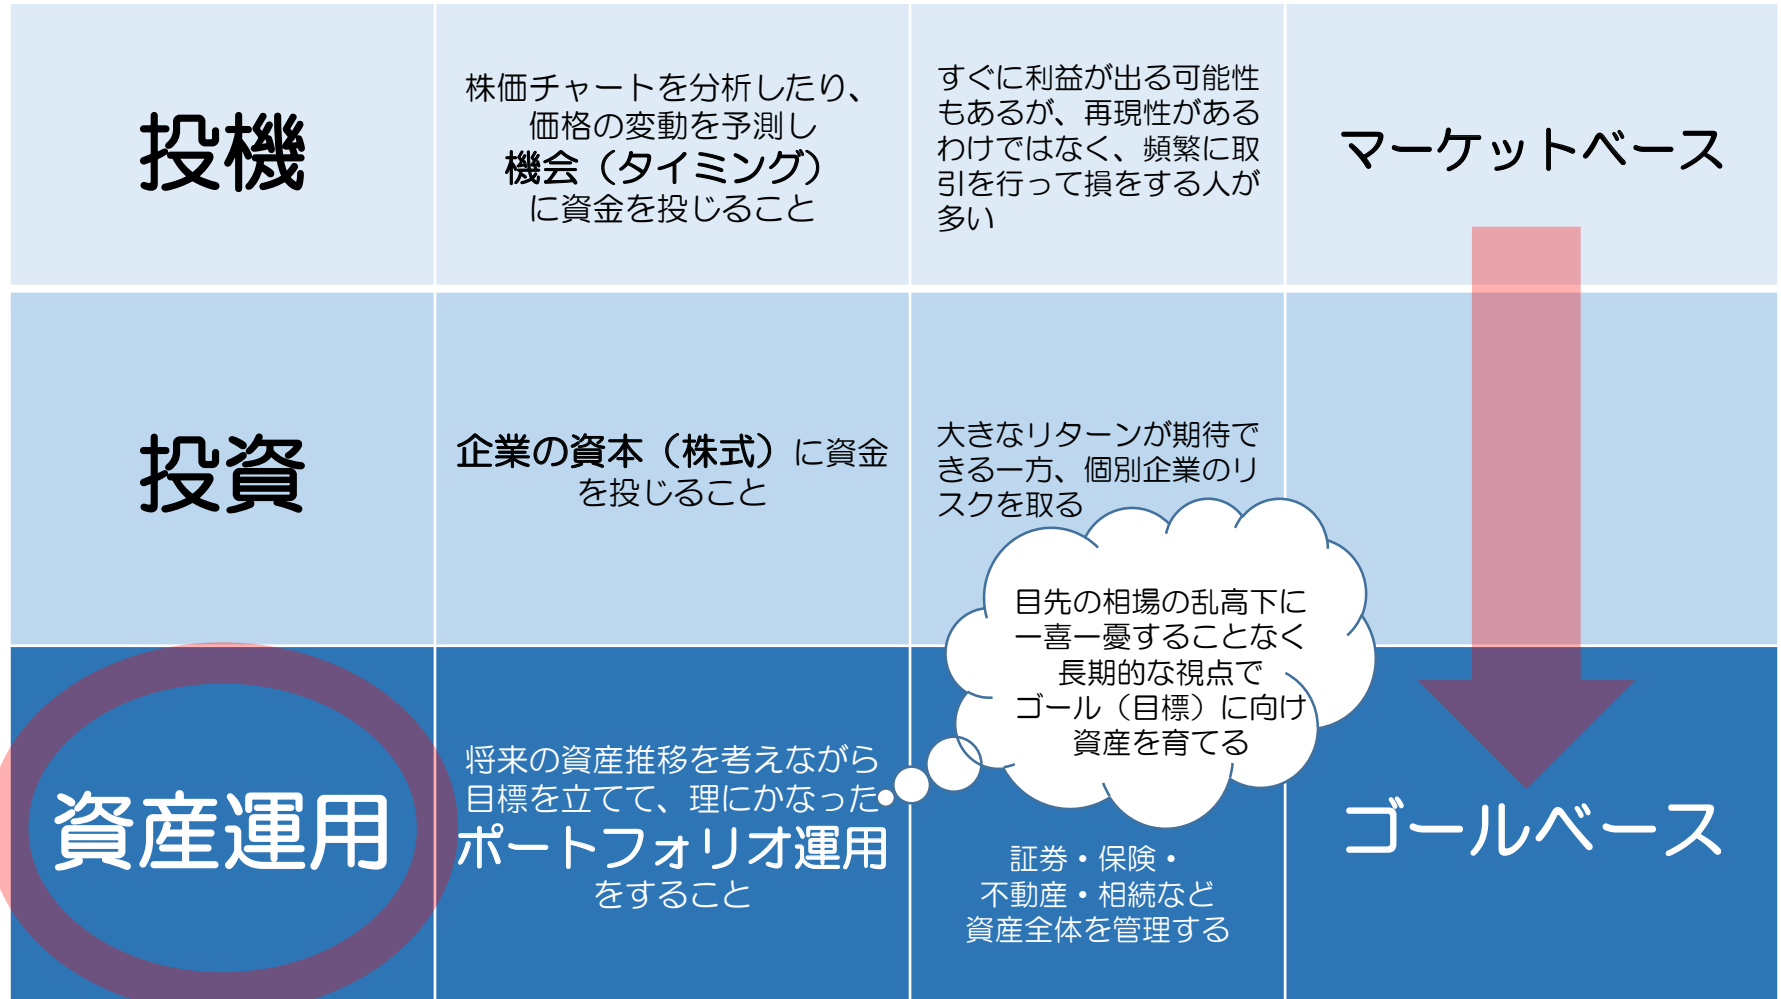 投機
株価チャートを分析したり、
価格の変動を予測し
機会（タイミング）
に資金を投じること
すぐに利益が出る可能性
もあるが、再現性がある
わけではなく、頻繁に取
引を行って損をする人が
多い
マーケットベース
投資
企業の資本（株式）に資金
を投じること
大きなリターンが期待で
きる一方、個別企業のリ
スクを取る
目先の相場の乱高下に
一喜一憂することなく
長期的な視点で
ゴール（目標）に向け
資産を育てる
資産運用
将来の資産推移を考えながら
目標を立てて、理にかなった
ポートフォリオ運用
をすること
証券・保険・
不動産・相続など
資産全体を管理する
ゴールベース